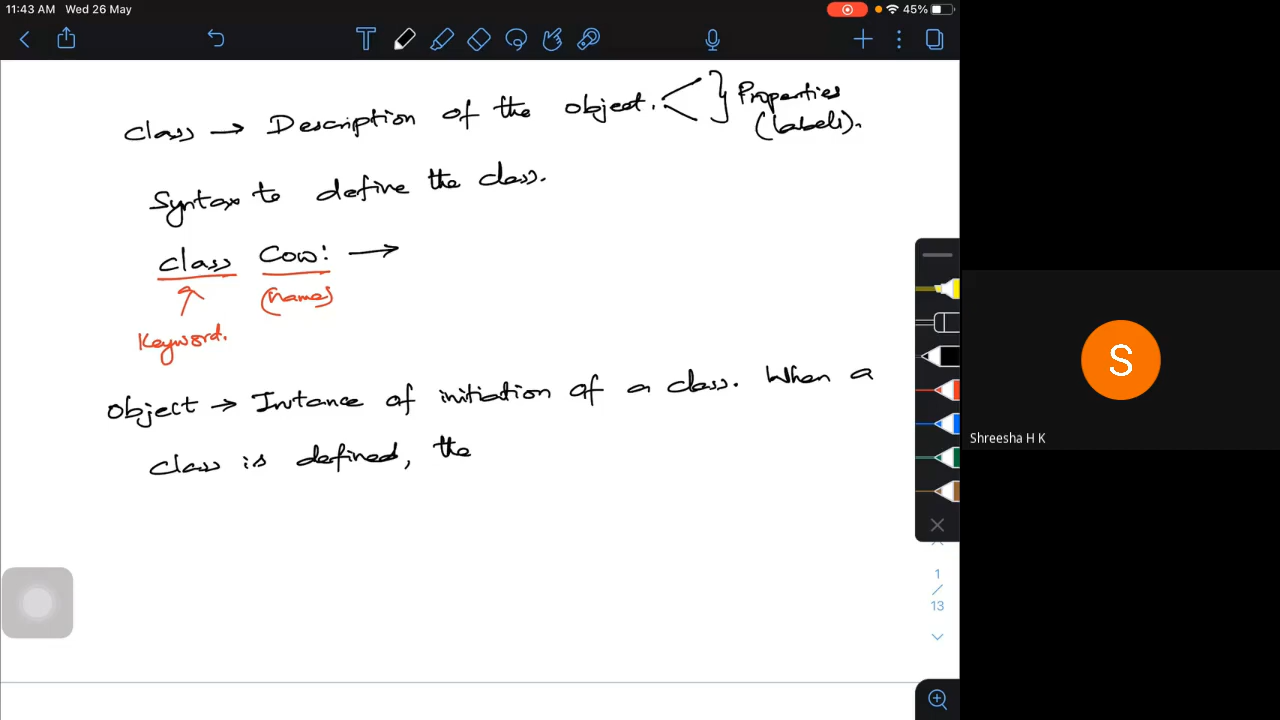 11:43 AM Wed 26 May
45%
class → Description of the object. } Properties
(labels).
Syntax to define the class.
class Cow: →
(name)
Keyword.
Object → Instance of initiation of a class. When a
class is defined, the
S
Shreesha H K
1
/
13